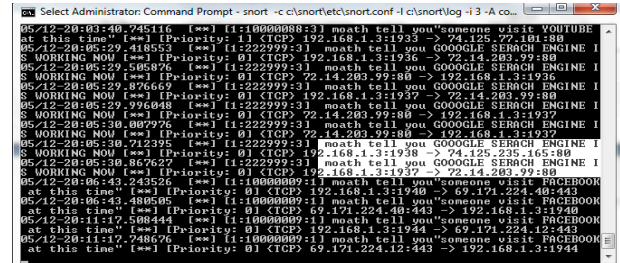 Select Administrator: Command Prompt - snort -c c:\snort\etc\snort.conf -l c:\snort\log -i 3 -A co...
05/12-20:03:40.745116 [**] [1:10000088:3] moath tell you"someone visit YOUTUBE
at this time" [**] [Priority: 1] {TCP} 192.168.1.3:1933 -> 74.125.77.101:80
05/12-20:05:29.418553 [**] [1:222999:3] moath tell you GOOOGLE SERACH ENGINE I
S WORKING NOW [**] [Priority: 0] {TCP} 192.168.1.3:1936 -> 72.14.203.99:80
05/12-20:05:29.505876 [**] [1:222999:3] moath tell you GOOOGLE SERACH ENGINE I
S WORKING NOW [**] [Priority: 0] {TCP} 72.14.203.99:80 -> 192.168.1.3:1936
05/12-20:05:29.876669 [**] [1:222999:3] moath tell you GOOOGLE SERACH ENGINE I
S WORKING NOW [**] [Priority: 0] {TCP} 192.168.1.3:1937 -> 72.14.203.99:80
05/12-20:05:29.996048 [**] [1:222999:3] moath tell you GOOOGLE SERACH ENGINE I
S WORKING NOW [**] [Priority: 0] {TCP} 72.14.203.99:80 -> 192.168.1.3:1937
05/12-20:05:30.007976 [**] [1:222999:3] moath tell you GOOOGLE SERACH ENGINE I
S WORKING NOW [**] [Priority: 0] {TCP} 72.14.203.99:80 -> 192.168.1.3:1937
05/12-20:05:30.712395 [**] [1:222999:3] moath tell you GOOOGLE SERACH ENGINE I
S WORKING NOW [**] [Priority: 0] {TCP} 192.168.1.3:1938 -> 74.125.235.165:80
05/12-20:05:30.867627 [**] [1:222999:3] moath tell you GOOOGLE SERACH ENGINE I
S WORKING NOW [**] [Priority: 0] {TCP} 192.168.1.3:1937 -> 72.14.203.99:80
05/12-20:06:43.243526 [**] [1:10000009:1] moath tell you"someone visit FACEBOOK
at this time" [**] [Priority: 0] {TCP} 192.168.1.3:1940 -> 69.171.224.40:443
05/12-20:06:43.480505 [**] [1:10000009:1] moath tell you"someone visit FACEBOOK
at this time" [**] [Priority: 0] {TCP} 69.171.224.40:443 -> 192.168.1.3:1940
05/12-20:11:17.508444 [**] [1:10000009:1] moath tell you"someone visit FACEBOOK
at this time" [**] [Priority: 0] {TCP} 192.168.1.3:1944 -> 69.171.224.12:443
05/12-20:11:17.748676 [**] [1:10000009:1] moath tell you"someone visit FACEBOOK
at this time" [**] [Priority: 0] {TCP} 69.171.224.12:443 -> 192.168.1.3:1944